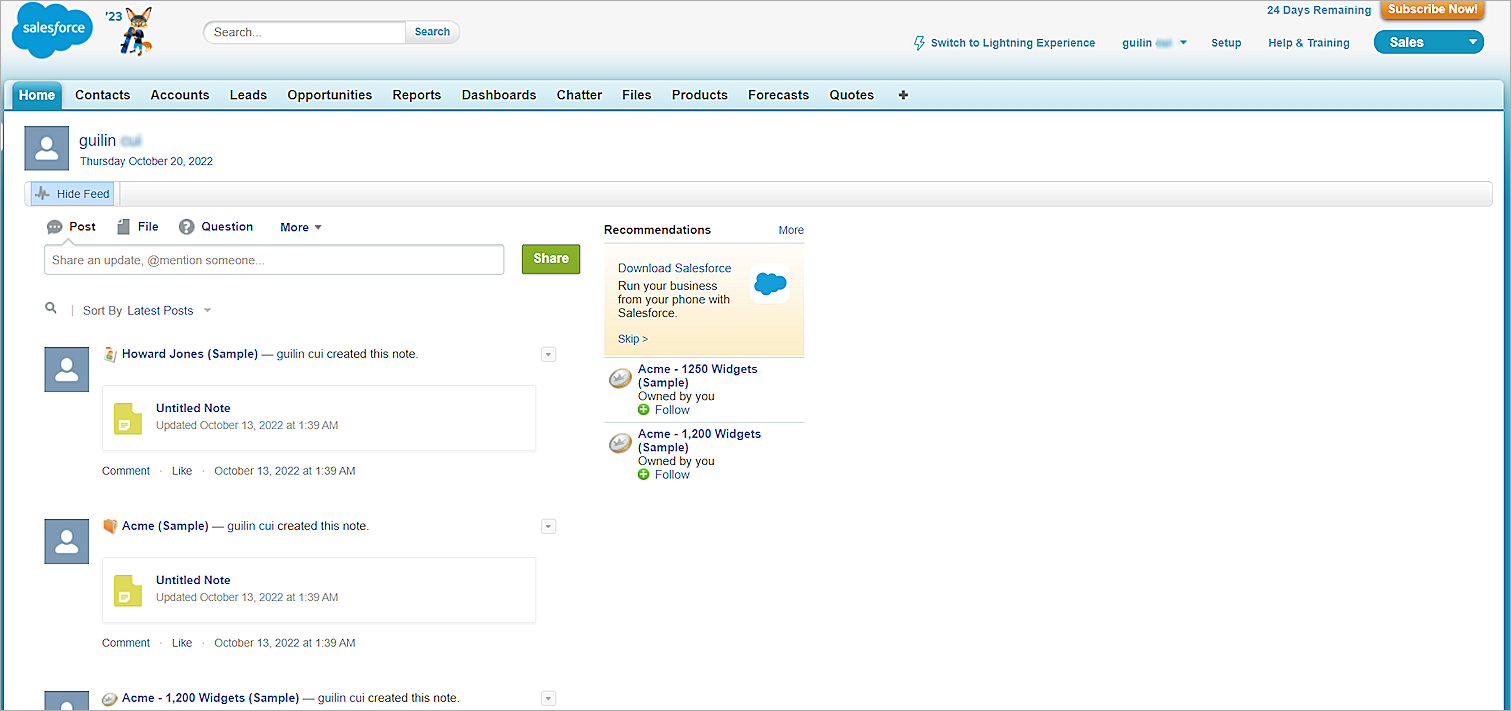 salesforce
'23
Search...
Search
24 Days Remaining
Subscribe Now!
Switch to Lightning Experience
guilin
Setup
Help & Training
Sales
Home
Contacts
Accounts
Leads
Opportunities
Reports
Dashboards
Chatter
Files
Products
Forecasts
Quotes
guilin
Thursday October 20, 2022
Hide Feed
Post
File
Question
More
Share an update, @mention someone...
Share
Sort By Latest Posts
Howard Jones (Sample) — guilin cui created this note.
Untitled Note
Updated October 13, 2022 at 1:39 AM
Comment · Like · October 13, 2022 at 1:39 AM
Acme (Sample) — guilin cui created this note.
Untitled Note
Updated October 13, 2022 at 1:39 AM
Comment · Like · October 13, 2022 at 1:39 AM
Acme - 1,200 Widgets (Sample) — guilin cui created this note.
Recommendations
More
Download Salesforce
Run your business
from your phone with
Salesforce.
Skip >
Acme - 1250 Widgets
(Sample)
Owned by you
Follow
Acme - 1,200 Widgets
(Sample)
Owned by you
Follow